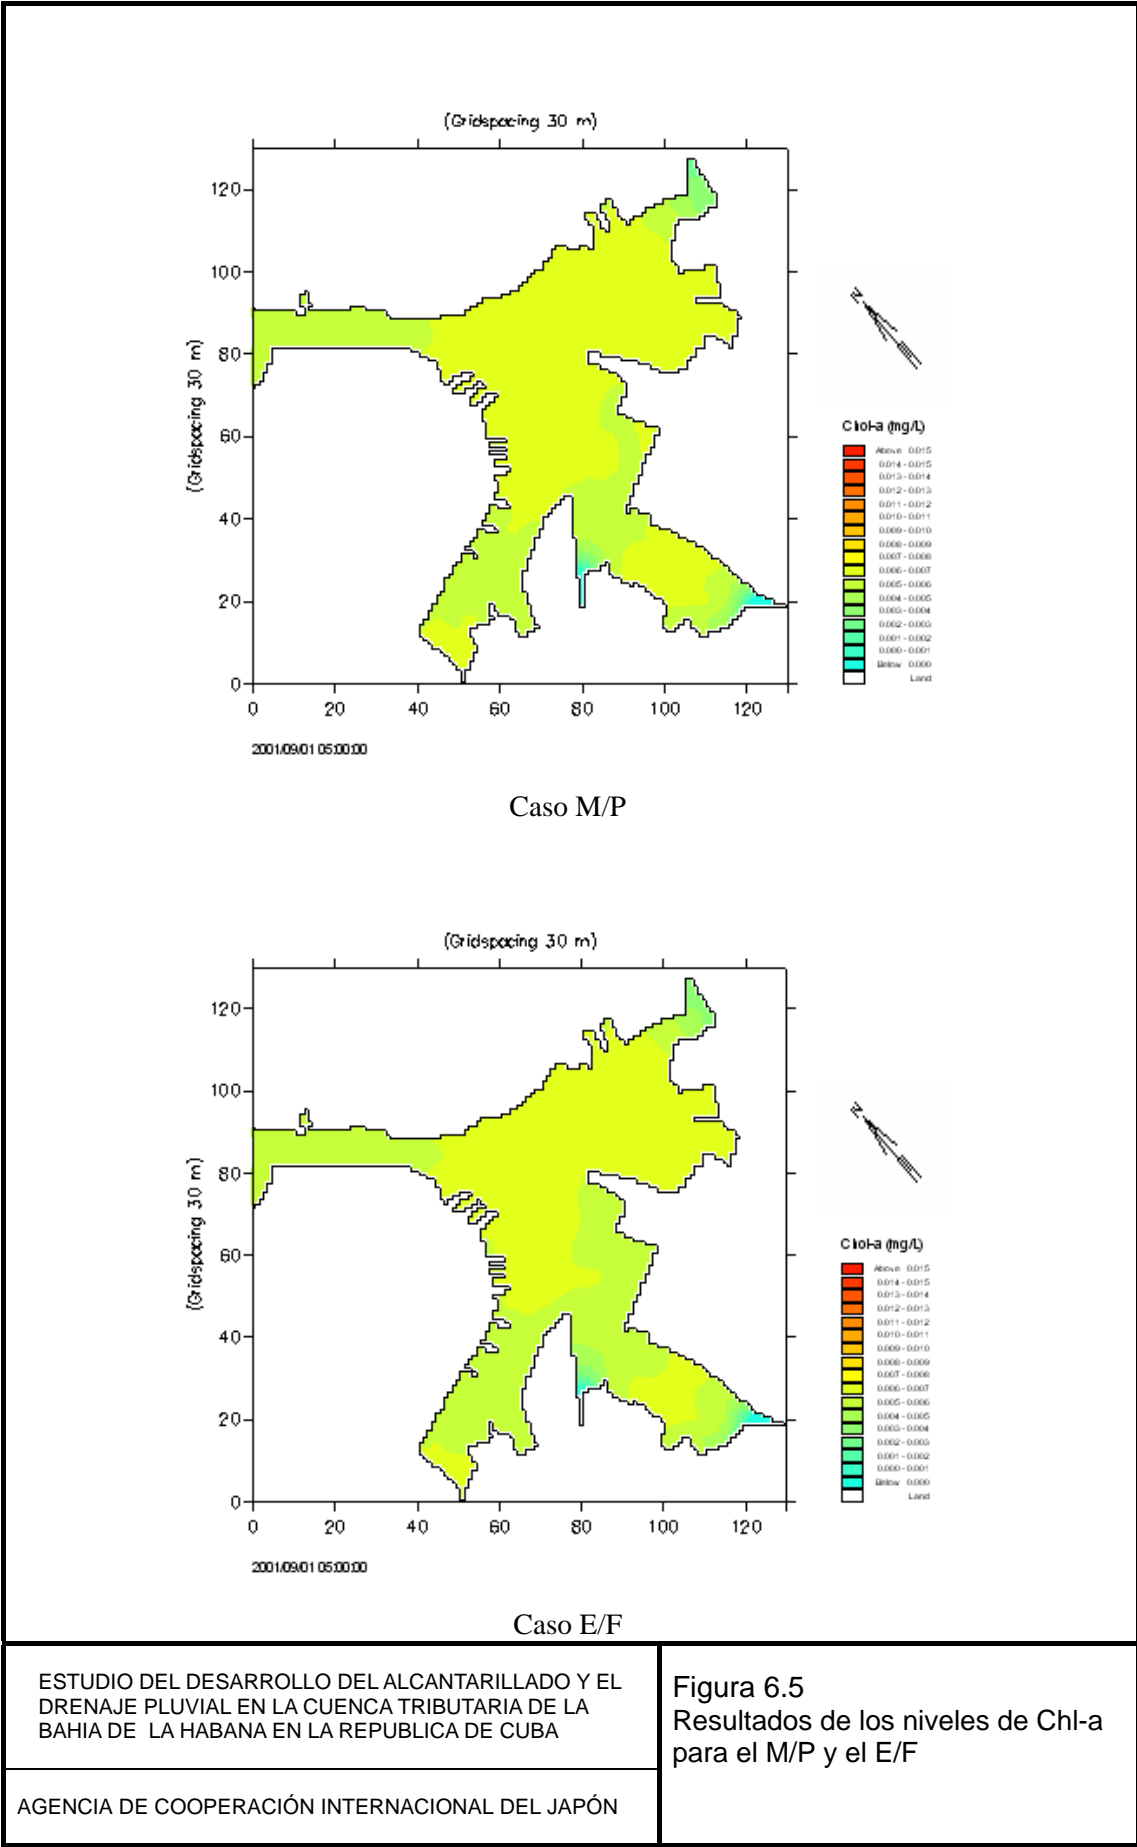 (Gridspacing 30 m)
(Gridspacing 30 m)
120
100
80
60
40
20
0
0 20 40 60 80 100 120
2001/09/01 05:00:00
Chol-a (mg/L)
Above 0.015
0.014 - 0.015
0.013 - 0.014
0.012 - 0.013
0.011 - 0.012
0.010 - 0.011
0.009 - 0.010
0.008 - 0.009
0.007 - 0.008
0.006 - 0.007
0.005 - 0.006
0.004 - 0.005
0.003 - 0.004
0.002 - 0.003
0.001 - 0.002
0.000 - 0.001
Below 0.000
Land
Caso M/P
(Gridspacing 30 m)
(Gridspacing 30 m)
120
100
80
60
40
20
0
0 20 40 60 80 100 120
2001/09/01 05:00:00
Chol-a (mg/L)
Above 0.015
0.014 - 0.015
0.013 - 0.014
0.012 - 0.013
0.011 - 0.012
0.010 - 0.011
0.009 - 0.010
0.008 - 0.009
0.007 - 0.008
0.006 - 0.007
0.005 - 0.006
0.004 - 0.005
0.003 - 0.004
0.002 - 0.003
0.001 - 0.002
0.000 - 0.001
Below 0.000
Land
Caso E/F
ESTUDIO DEL DESARROLLO DEL ALCANTARILLADO Y EL
DRENAJE PLUVIAL EN LA CUENCA TRIBUTARIA DE LA
BAHIA DE LA HABANA EN LA REPUBLICA DE CUBA
AGENCIA DE COOPERACIÓN INTERNACIONAL DEL JAPÓN
Figura 6.5
Resultados de los niveles de Chl-a
para el M/P y el E/F